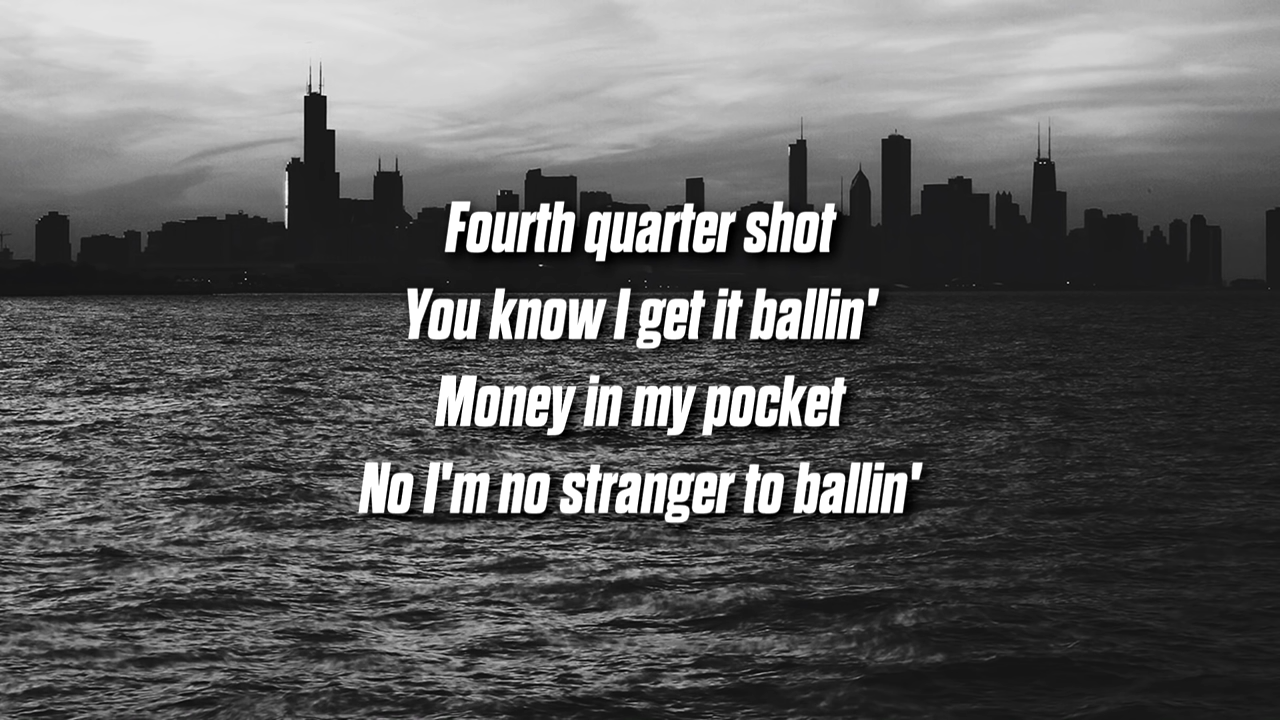 Fourth quarter shot
You know I get it ballin'
Money in my pocket
No I'm no stranger to ballin'